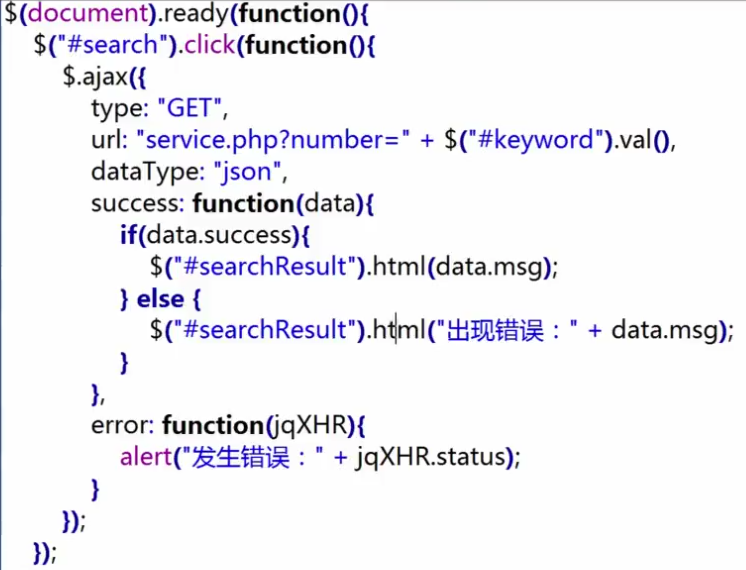 $(document).ready(function(){
$("#search").click(function(){
$.ajax({
type: "GET",
url: "service.php?number=" + $("#keyword").val(),
dataType: "json",
success: function(data){
if(data.success){
$("#searchResult").html(data.msg);
} else {
$("#searchResult").html("出现错误：" + data.msg);
}
},
error: function(jqXHR){
alert("发生错误：" + jqXHR.status);
}
});
});